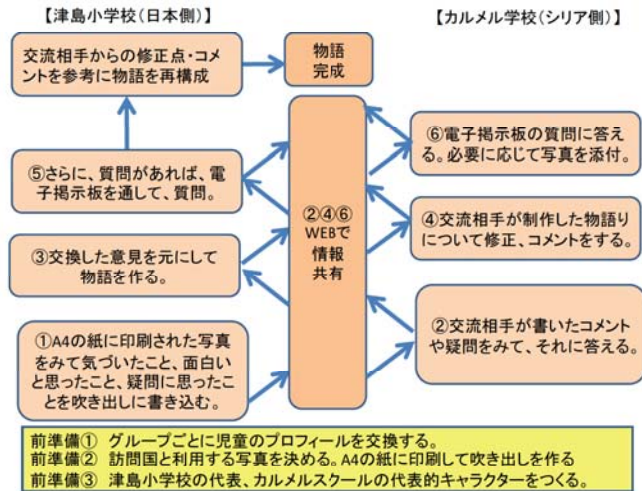 【津島小学校（日本側）】
【カルメル学校（シリア側）】
交流相手からの修正点・コメ
ントを参考に物語を再構成
物語
完成
⑤さらに、質問があれば、電
子掲示板を通して、質問。
③交換した意見を元にして
物語を作る。
①A4の紙に印刷された写真
をみて気づいたこと、面白い
と思ったこと、疑問に思ったこ
とを吹き出しに書き込む。
②④⑥
WEBで
情報
共有
⑥電子掲示板の質問に答え
る。必要に応じて写真を添付。
④交流相手が制作した物語り
について修正、コメントをする。
②交流相手が書いたコメント
や疑問をみて、それに答える。
前準備① グループごとに児童のプロフィールを交換する。
前準備② 訪問国と利用する写真を決める。A4の紙に印刷して吹き出しを作る
前準備③ 津島小学校の代表、カルメルスクールの代表的キャラクターをつくる。